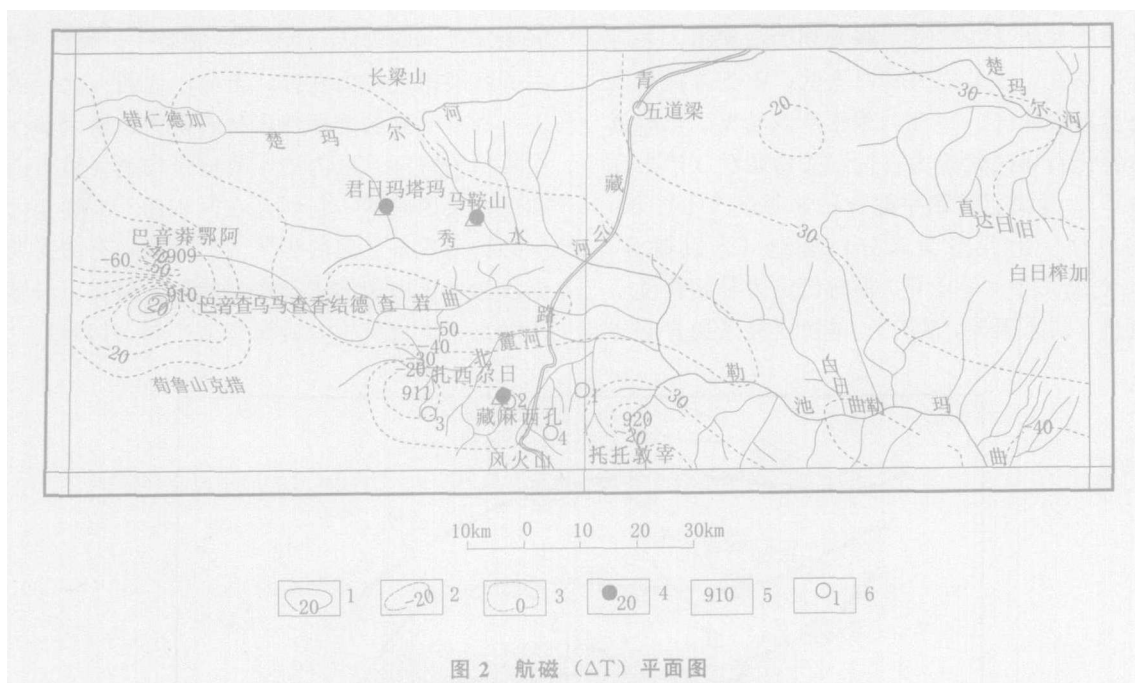 长梁山
青
五道梁
楚玛尔河
-30
-20
错仁德加
楚玛尔河
藏
君日玛塔玛
马鞍山
直达日旧
巴音莽鄂阿
秀水河
公
-30
白日榨加
-60
909
910
20
巴音查乌马
查香结德
查若曲
路
-50
-40
-30
-20
北麓河
-20
苟鲁山克措
911
扎西尕日
2
1
3
藏麻西孔
4
风火山
托托敦宰
920
-20
30
勒池曲
白日曲
勒玛曲
-40
10km 0 10 20 30km
20 1
-20 2
0 3
20 4
910 5
1 6
图 2 航磁（ΔT）平面图